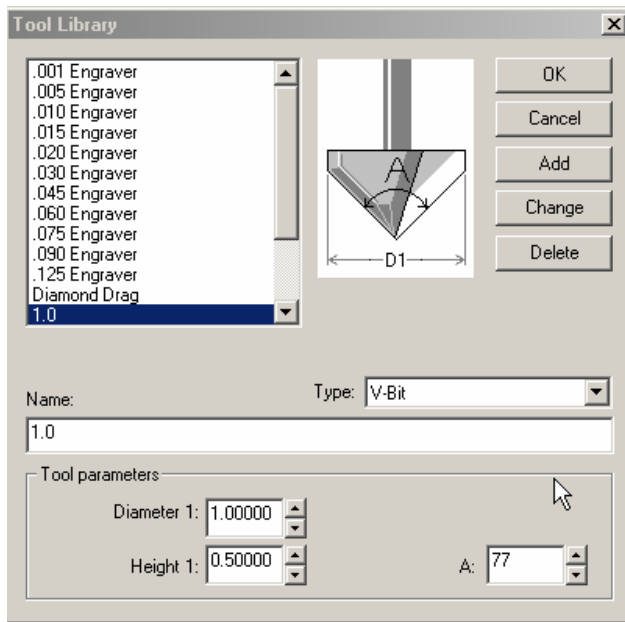 Tool Library
.001 Engraver
.005 Engraver
.010 Engraver
.015 Engraver
.020 Engraver
.030 Engraver
.045 Engraver
.060 Engraver
.075 Engraver
.090 Engraver
.125 Engraver
Diamond Drag
1.0
A
D1
OK
Cancel
Add
Change
Delete
Name:
Type: V-Bit
1.0
Tool parameters
Diameter 1: 1.00000
Height 1: 0.50000 A: 77